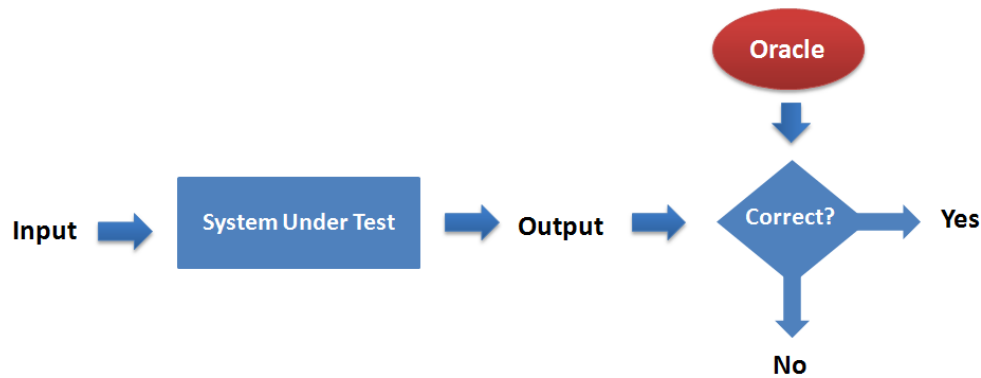 Oracle
Input
System Under Test
Output
Correct?
Yes
No